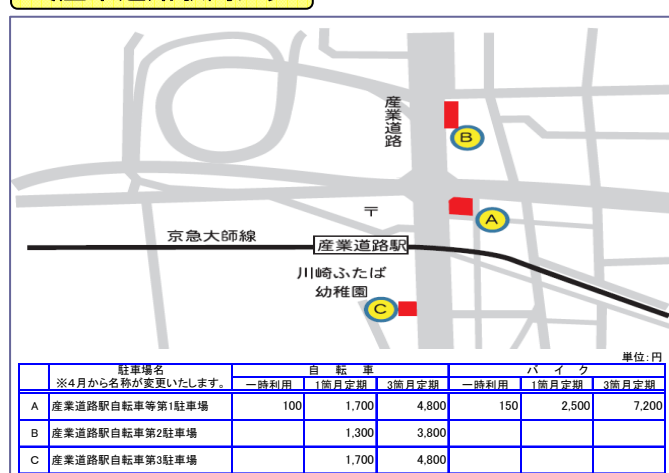 産業道路
B
〒
A
京急大師線
産業道路駅
川崎ふたば
幼稚園
C
単位:円
駐車場名 自転車 バイク
※4月から名称が変更いたします。 一時利用 1箇月定期 3箇月定期 一時利用 1箇月定期 3箇月定期
A 産業道路駅自転車等第1駐車場 100 1,700 4,800 150 2,500 7,200
B 産業道路駅自転車第2駐車場 1,300 3,800
C 産業道路駅自転車第3駐車場 1,700 4,800